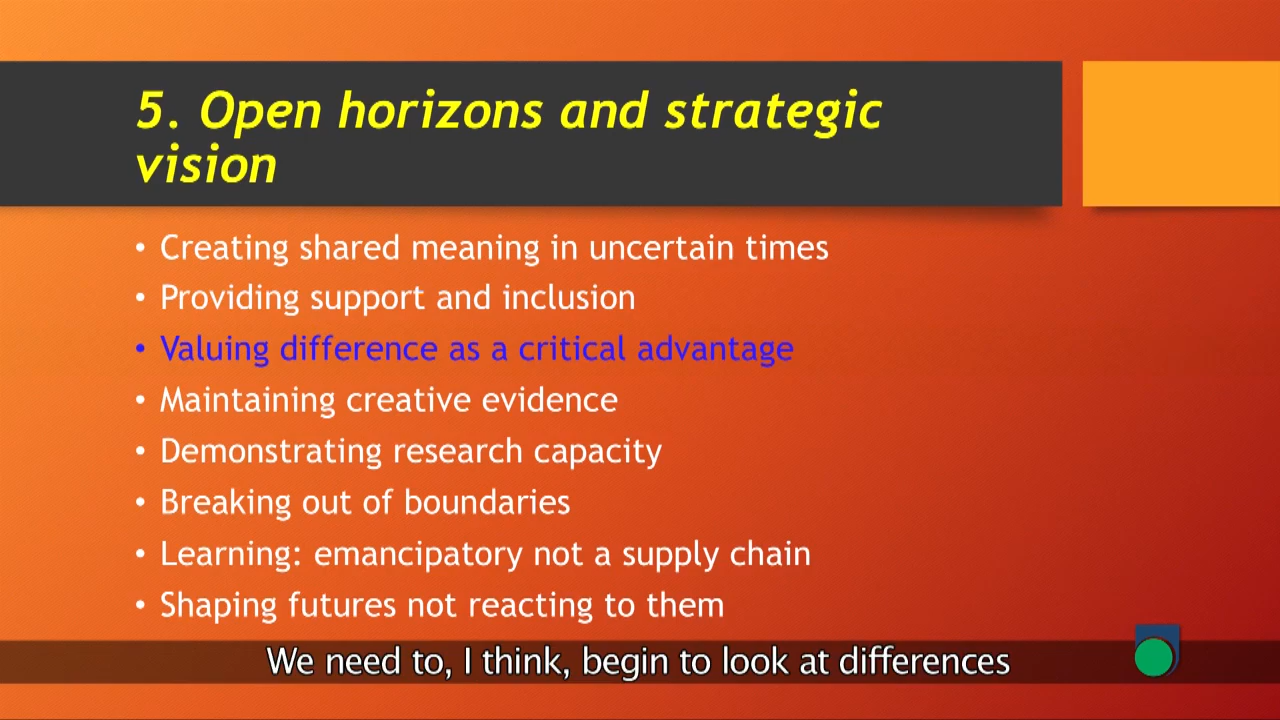 5. Open horizons and strategic
vision
• Creating shared meaning in uncertain times
• Providing support and inclusion
• Valuing difference as a critical advantage
• Maintaining creative evidence
• Demonstrating research capacity
• Breaking out of boundaries
• Learning: emancipatory not a supply chain
• Shaping futures not reacting to them
We need to, I think, begin to look at differences